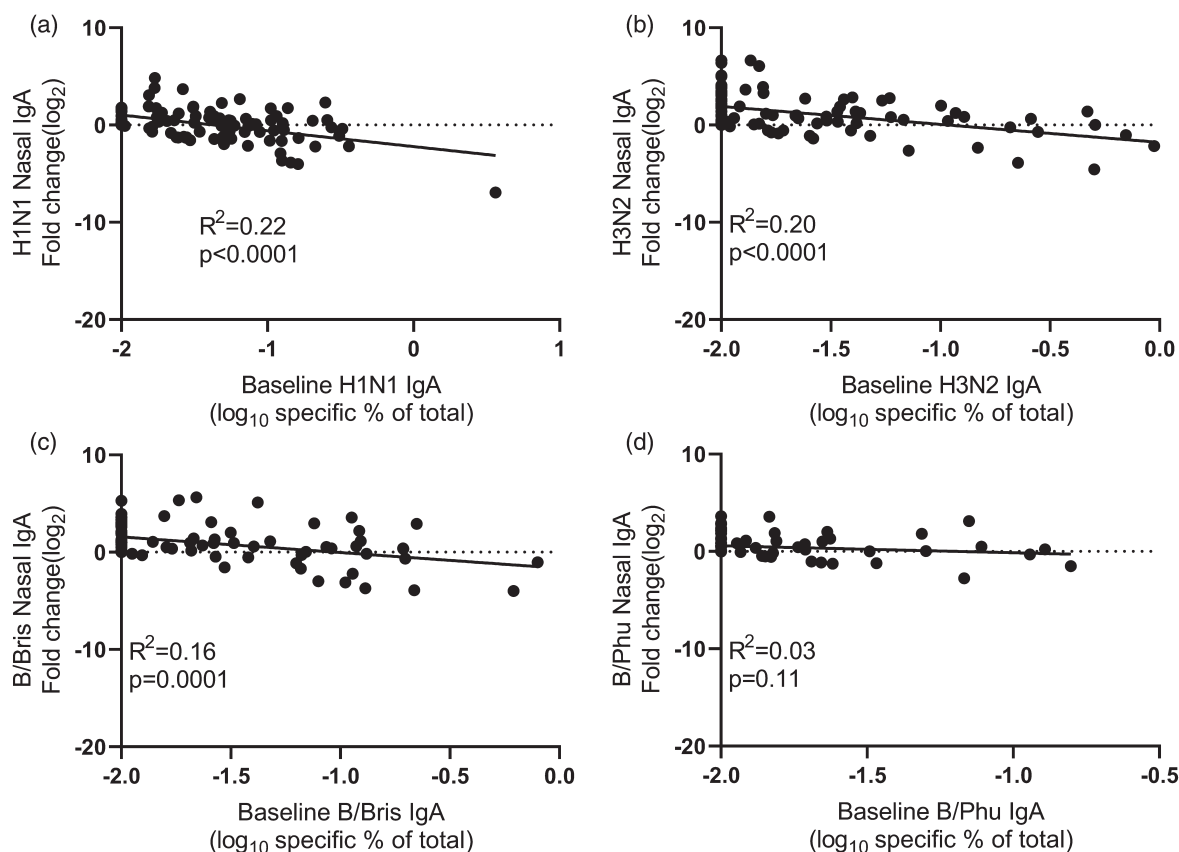 (a)
10
0
-10
-20
H1N1 Nasal IgA
Fold change(log2)
R2=0.22
p<0.0001
-2
-1
0
1
Baseline H1N1 IgA
(log10 specific % of total)
(b)
10
0
-10
-20
H3N2 Nasal IgA
Fold change(log2)
R2=0.20
p<0.0001
-2.0
-1.5
-1.0
-0.5
0.0
Baseline H3N2 IgA
(log10 specific % of total)
(c)
10
0
-10
-20
B/Bris Nasal IgA
Fold change(log2)
R2=0.16
p=0.0001
-2.0
-1.5
-1.0
-0.5
0.0
Baseline B/Bris IgA
(log10 specific % of total)
(d)
10
0
-10
-20
B/Phu Nasal IgA
Fold change(log2)
R2=0.03
p=0.11
-2.0
-1.5
-1.0
-0.5
Baseline B/Phu IgA
(log10 specific % of total)